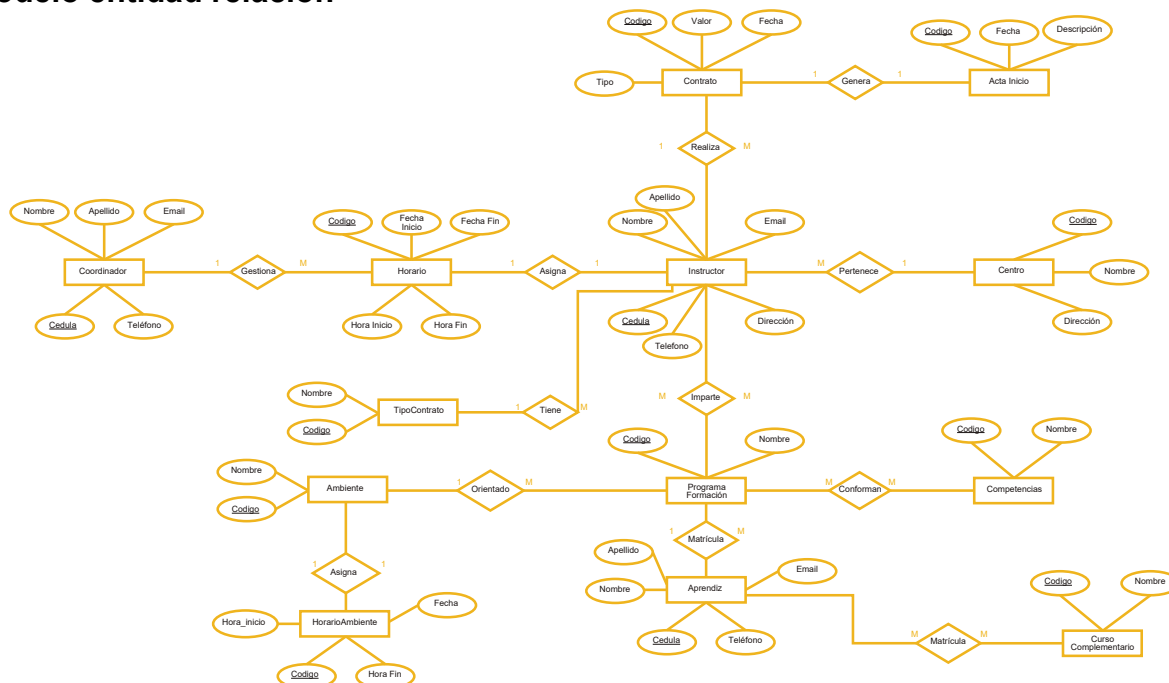 Modelo entidad relación
Codigo
Valor
Fecha
Tipo
Contrato
1
Genera
1
Codigo
Fecha
Descripción
Acta Inicio
1
Realiza
M
Nombre
Apellido
Email
Coordinador
Cedula
Teléfono
1
Gestiona
M
Codigo
Fecha
Inicio
Fecha Fin
Horario
Hora Inicio
Hora Fin
1
Asigna
1
Apellido
Nombre
Email
Instructor
Cedula
Telefono
Dirección
M
Pertenece
1
Codigo
Centro
Nombre
Dirección
Nombre
Codigo
TipoContrato
1
Tiene
M
M
Imparte
M
Codigo
Nombre
Programa
Formación
M
Conforman
M
Codigo
Nombre
Competencias
Nombre
Codigo
Ambiente
1
Orientado
M
1
Matrícula
M
1
Asigna
1
Hora_inicio
HorarioAmbiente
Fecha
Codigo
Hora Fin
Apellido
Nombre
Aprendiz
Email
Cedula
Teléfono
M
Matrícula
M
Codigo
Nombre
Curso
Complementario